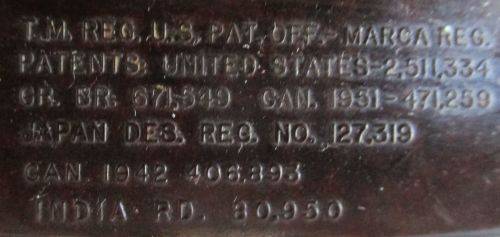 T.M. REG. U.S. PAT. OFF.- MARCA REG.
PATENTS: UNITED STATES-2,511,334
GR. BR: 671,549 CAN. 1951-471,259
JAPAN DES. REG. NO. 127,319
CAN. 1942 406,893
INDIA RD. 80,950